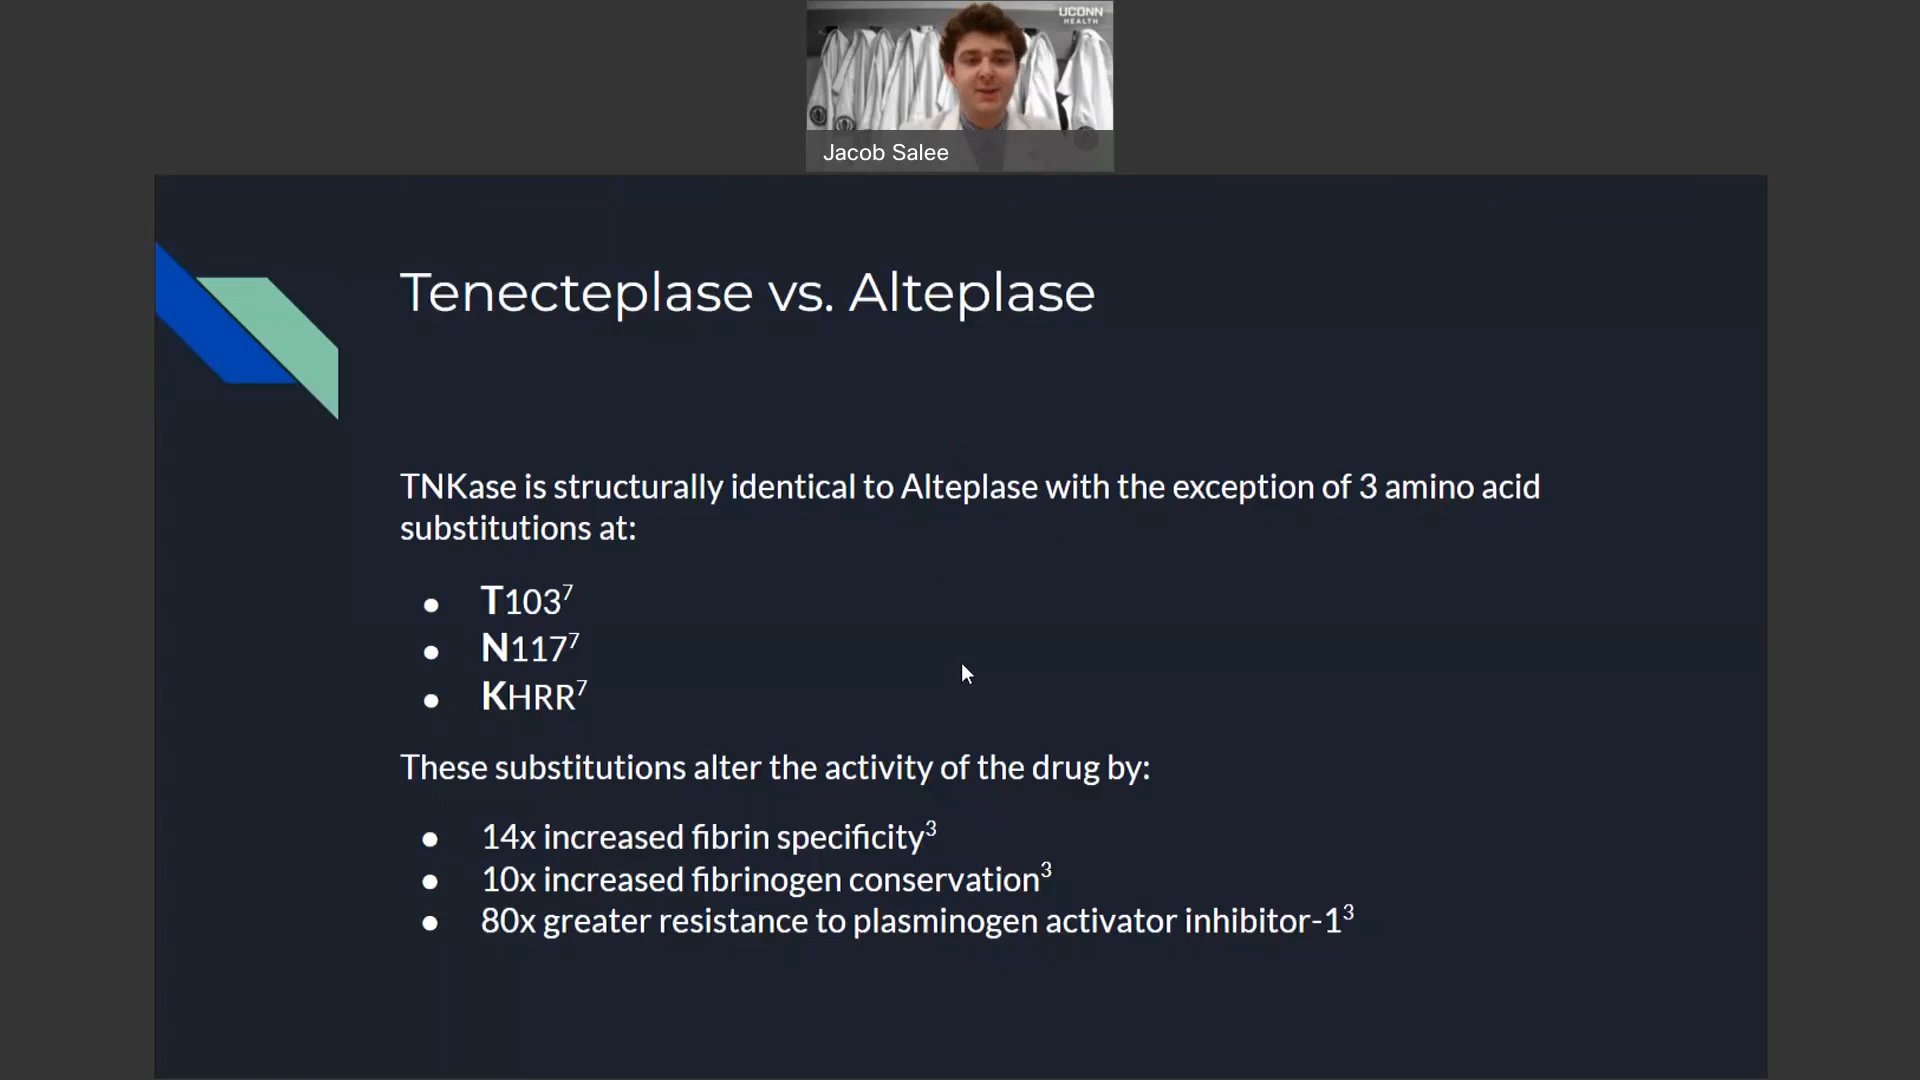 UCONN
HEALTH
Jacob Salee
Tenecteplase vs. Alteplase
TNKase is structurally identical to Alteplase with the exception of 3 amino acid
substitutions at:
● T103⁷
● N117⁷
● KHRR⁷
These substitutions alter the activity of the drug by:
● 14x increased fibrin specificity³
● 10x increased fibrinogen conservation³
● 80x greater resistance to plasminogen activator inhibitor-1³